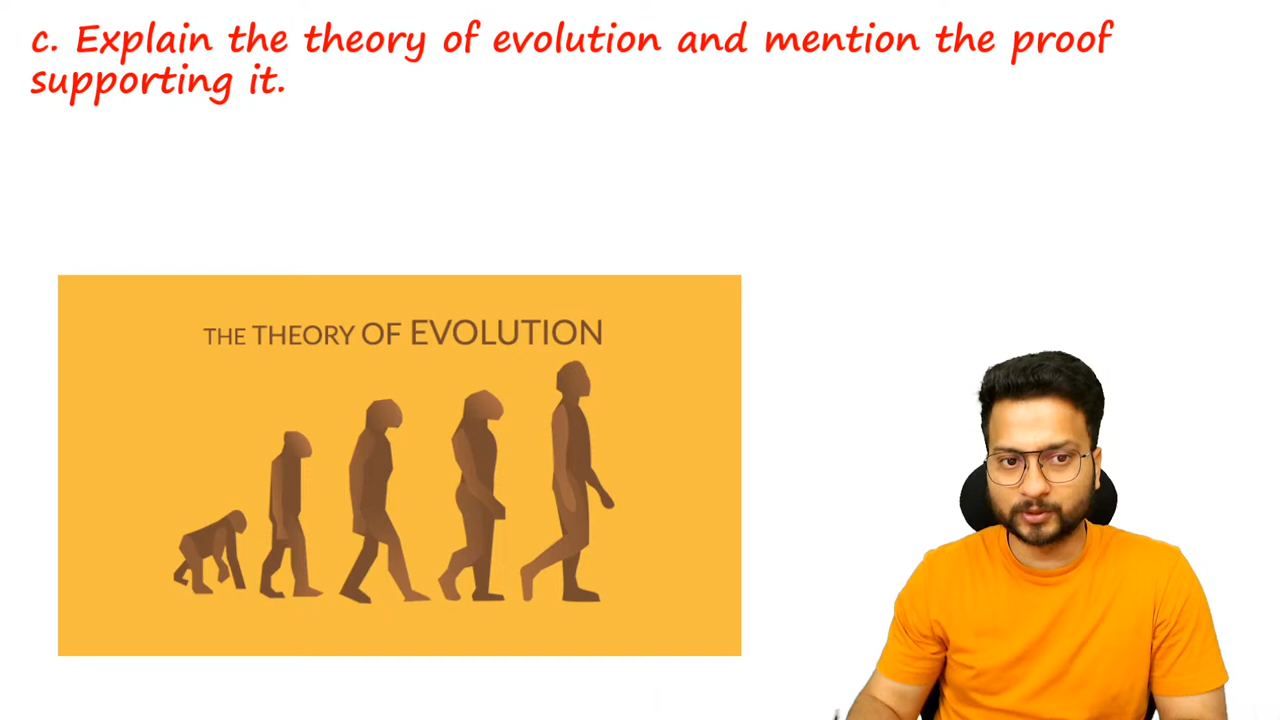 c. Explain the theory of evolution and mention the proof
supporting it.
THE THEORY OF EVOLUTION